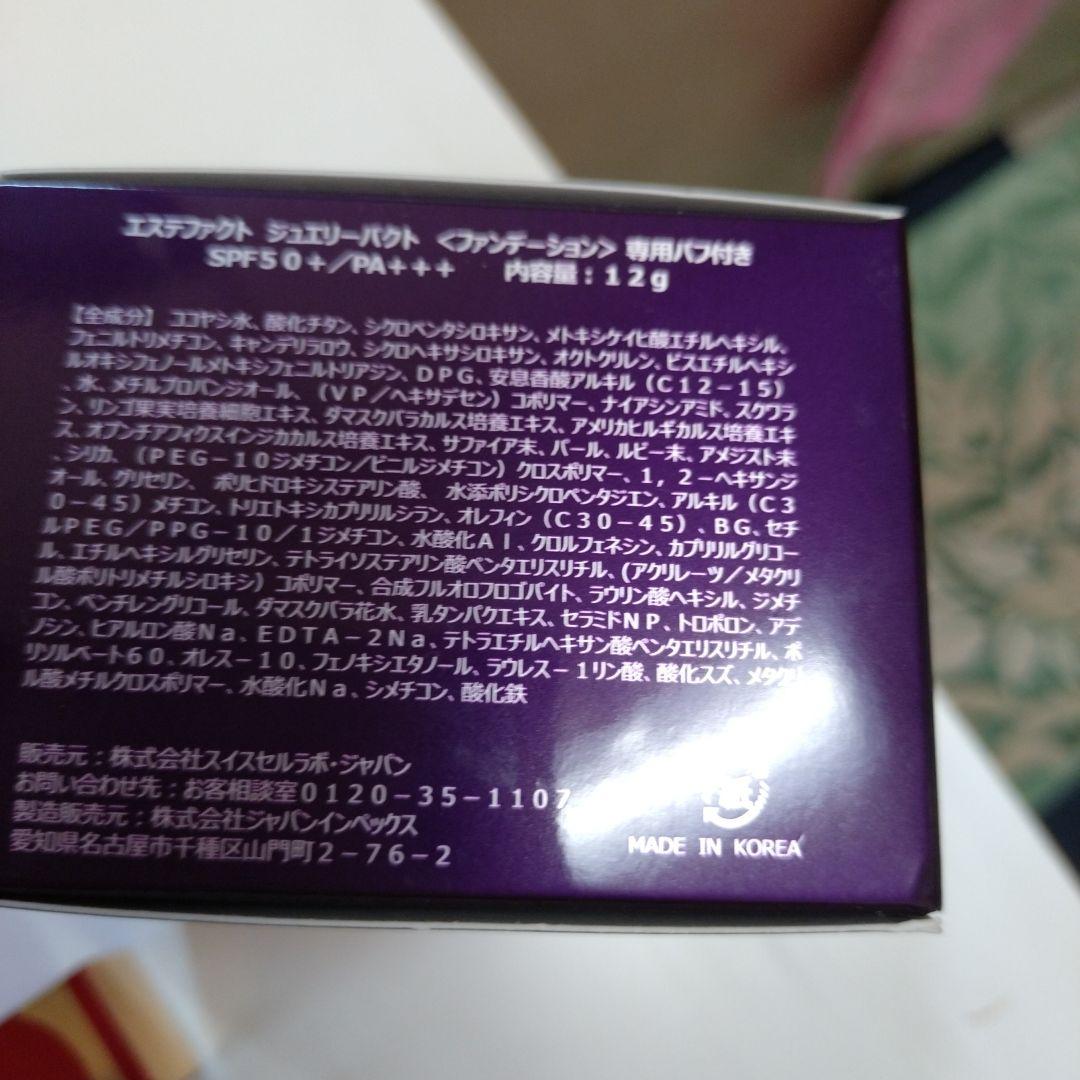 エステファクト ジュエリーパクト <ファンデーション> 専用パフ付き
SPF50+/PA+++ 内容量:12g
【全成分】 ココヤシ水、酸化チタン、シクロペンタシロキサン、メトキシケイヒ酸エチルヘキシル、
フェニルトリメチコン、キャンデリラロウ、シクロヘキサシロキサン、オクトクリレン、ビスエチルヘキシ
ルオキシフェノールメトキシフェニルトリアジン、DPG、安息香酸アルキル(C12-15)
、水、メチルプロパンジオール、(VP/ヘキサデセン)コポリマー、ナイアシンアミド、スクワラ
ン、リンゴ果実培養細胞エキス、ダマスクバラカルス培養エキス、アメリカヒルギカルス培養エキ
ス、オプンチアフィクスインジカカルス培養エキス、サファイア末、パール、ルビー末、アメジスト末
、シリカ、(PEG-10ジメチコン/ビニルジメチコン)クロスポリマー、1,2-ヘキサンジ
オール、グリセリン、ポリヒドロキシステアリン酸、水添ポリシクロペンタジエン、アルキル(C3
0-45)メチコン、トリエトキシカプリリルシラン、オレフィン(C30-45)、BG、セチ
ルPEG/PPG-10/1ジメチコン、水酸化Al、クロルフェネシン、カプリリルグリコー
ル、エチルヘキシルグリセリン、テトライソステアリン酸ペンタエリスリチル、(アクリレーツ/メタクリ
ル酸ポリトリメチルシロキシ)コポリマー、合成フルオロフロゴパイト、ラウリン酸ヘキシル、ジメチ
コン、ペンチレングリコール、ダマスクバラ花水、乳タンパクエキス、セラミドNP、トロポロン、アデ
ノシン、ヒアルロン酸Na、EDTA-2Na、テトラエチルヘキサン酸ペンタエリスリチル、ポ
リソルベート60、オレス-10、フェノキシエタノール、ラウレス-1リン酸、酸化スズ、メタクリ
ル酸メチルクロスポリマー、水酸化Na、シメチコン、酸化鉄
販売元:株式会社スイスセルラボ・ジャパン
お問い合わせ先:お客相談室0120-35-1107
製造販売元:株式会社ジャパンインペックス
愛知県名古屋市千種区山門町2-76-2
紙
MADE IN KOREA